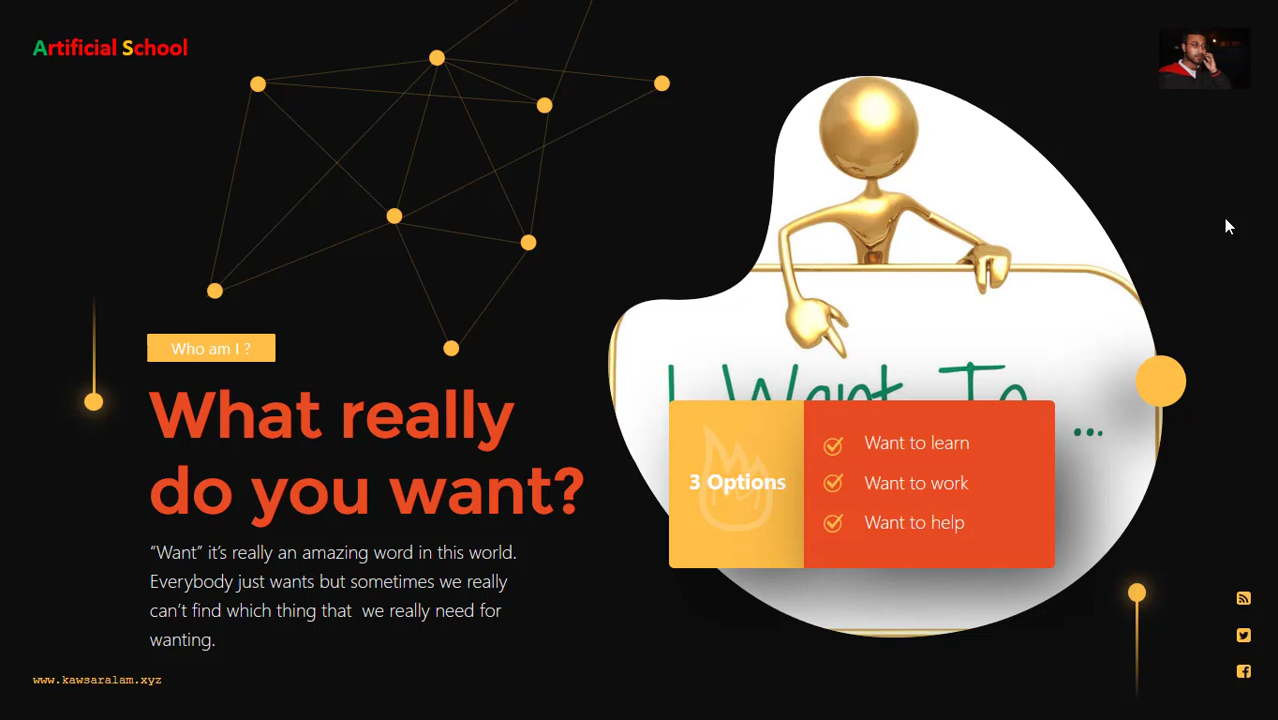 Artificial School
Who am I ?
What really
do you want?
“Want” it’s really an amazing word in this world.
Everybody just wants but sometimes we really
can’t find which thing that  we really need for
wanting.
www.kawsaralam.xyz
I Want To ...
3 Options
Want to learn
Want to work
Want to help